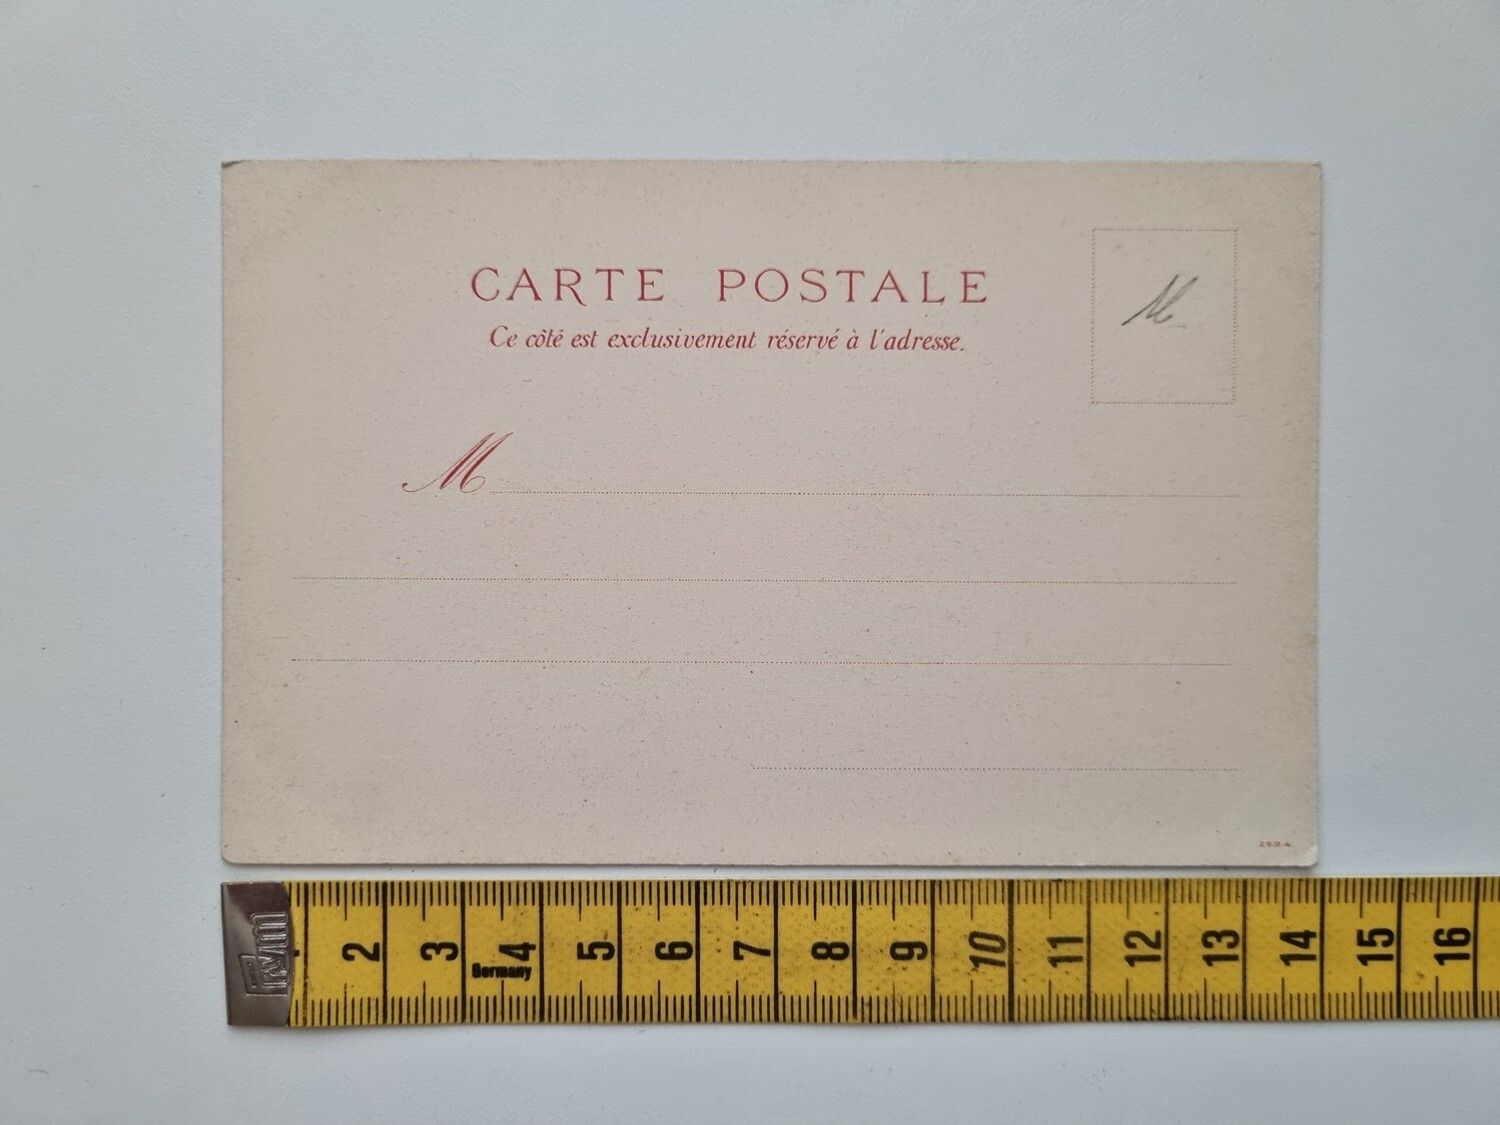 CARTE POSTALE
Ce côté est exclusivement réservé à l'adresse.
M
Prym
2 3 4 5 6 7 8 9 10 11 12 13 14 15 16
Germany